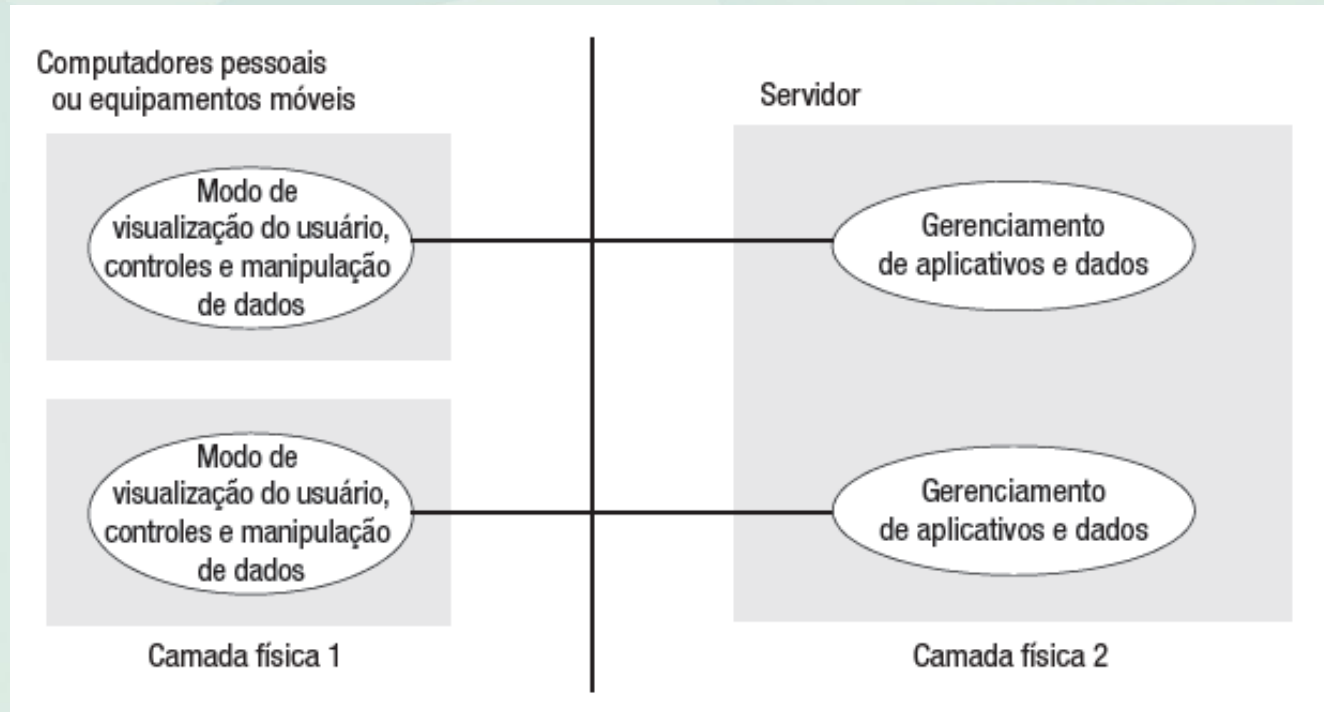 Computadores pessoais
ou equipamentos móveis
Modo de
visualização do usuário,
controles e manipulação
de dados
Modo de
visualização do usuário,
controles e manipulação
de dados
Camada física 1
Servidor
Gerenciamento
de aplicativos e dados
Gerenciamento
de aplicativos e dados
Camada física 2